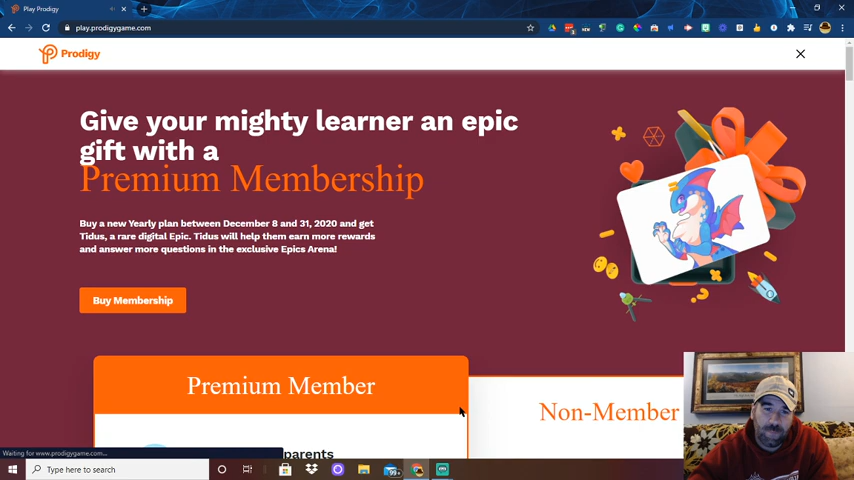 Play Prodigy
play.prodigygame.com
Prodigy
Give your mighty learner an epic
gift with a
Premium Membership
Buy a new Yearly plan between December 8 and 31, 2020 and get
Tidus, a rare digital Epic. Tidus will help them earn more rewards
and answer more questions in the exclusive Epics Arena!
Buy Membership
Premium Member
Non-Member
parents
Waiting for www.prodigygame.com...
Type here to search